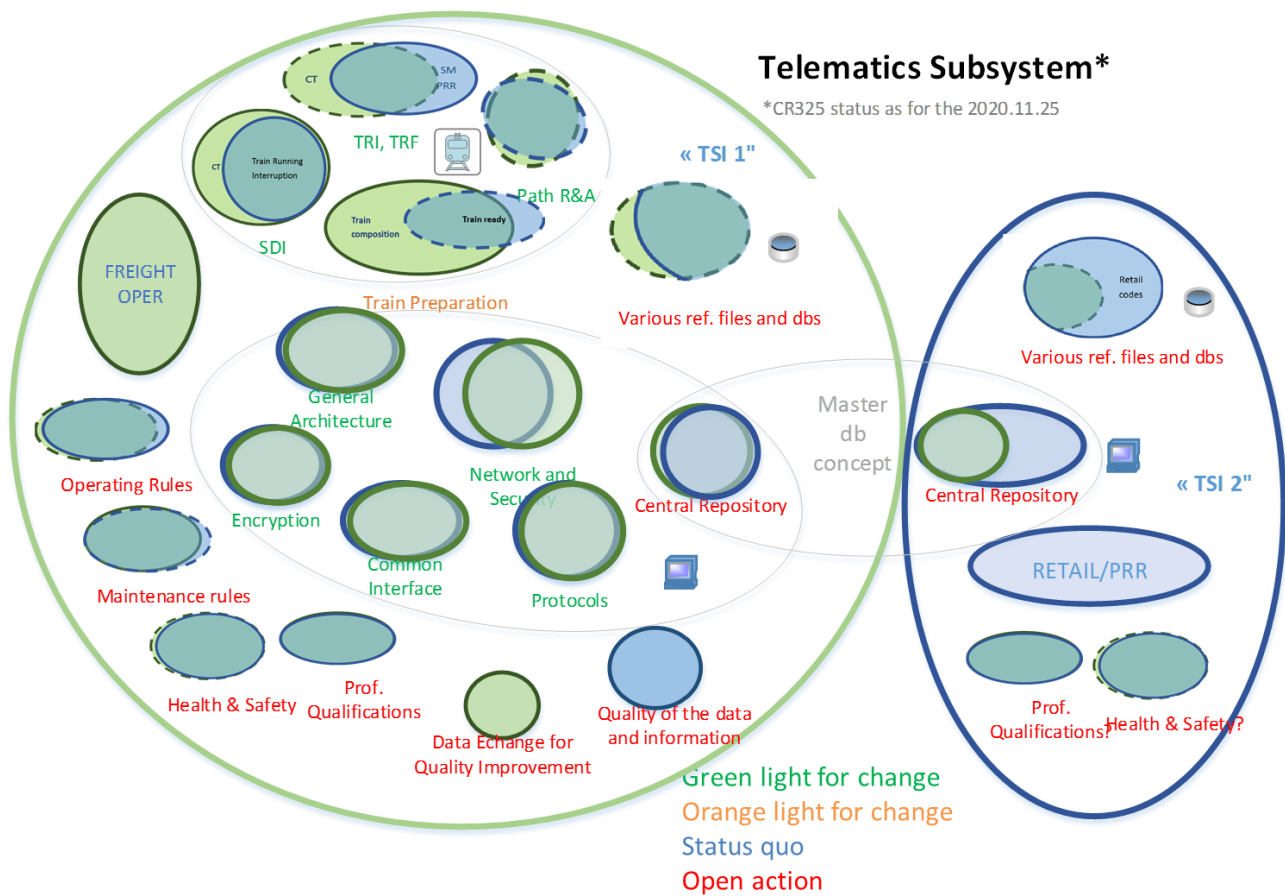 Telematics Subsystem*
*CR325 status as for the 2020.11.25
CT
SM
PRR
TRI, TRF
« TSI 1"
CT
Train Running
Interruption
Path R&A
Train
composition
Train ready
SDI
FREIGHT
OPER
Train Preparation
Various ref. files and dbs
Retail
codes
Various ref. files and dbs
General
Architecture
Master
db
concept
Operating Rules
Network and
Security
Central Repository
Central Repository
« TSI 2"
Encryption
Common
Interface
Protocols
RETAIL/PRR
Maintenance rules
Health & Safety
Prof.
Qualifications
Quality of the data
and information
Data Echange for
Quality Improvement
Prof.
Qualifications?
Health & Safety?
Green light for change
Orange light for change
Status quo
Open action